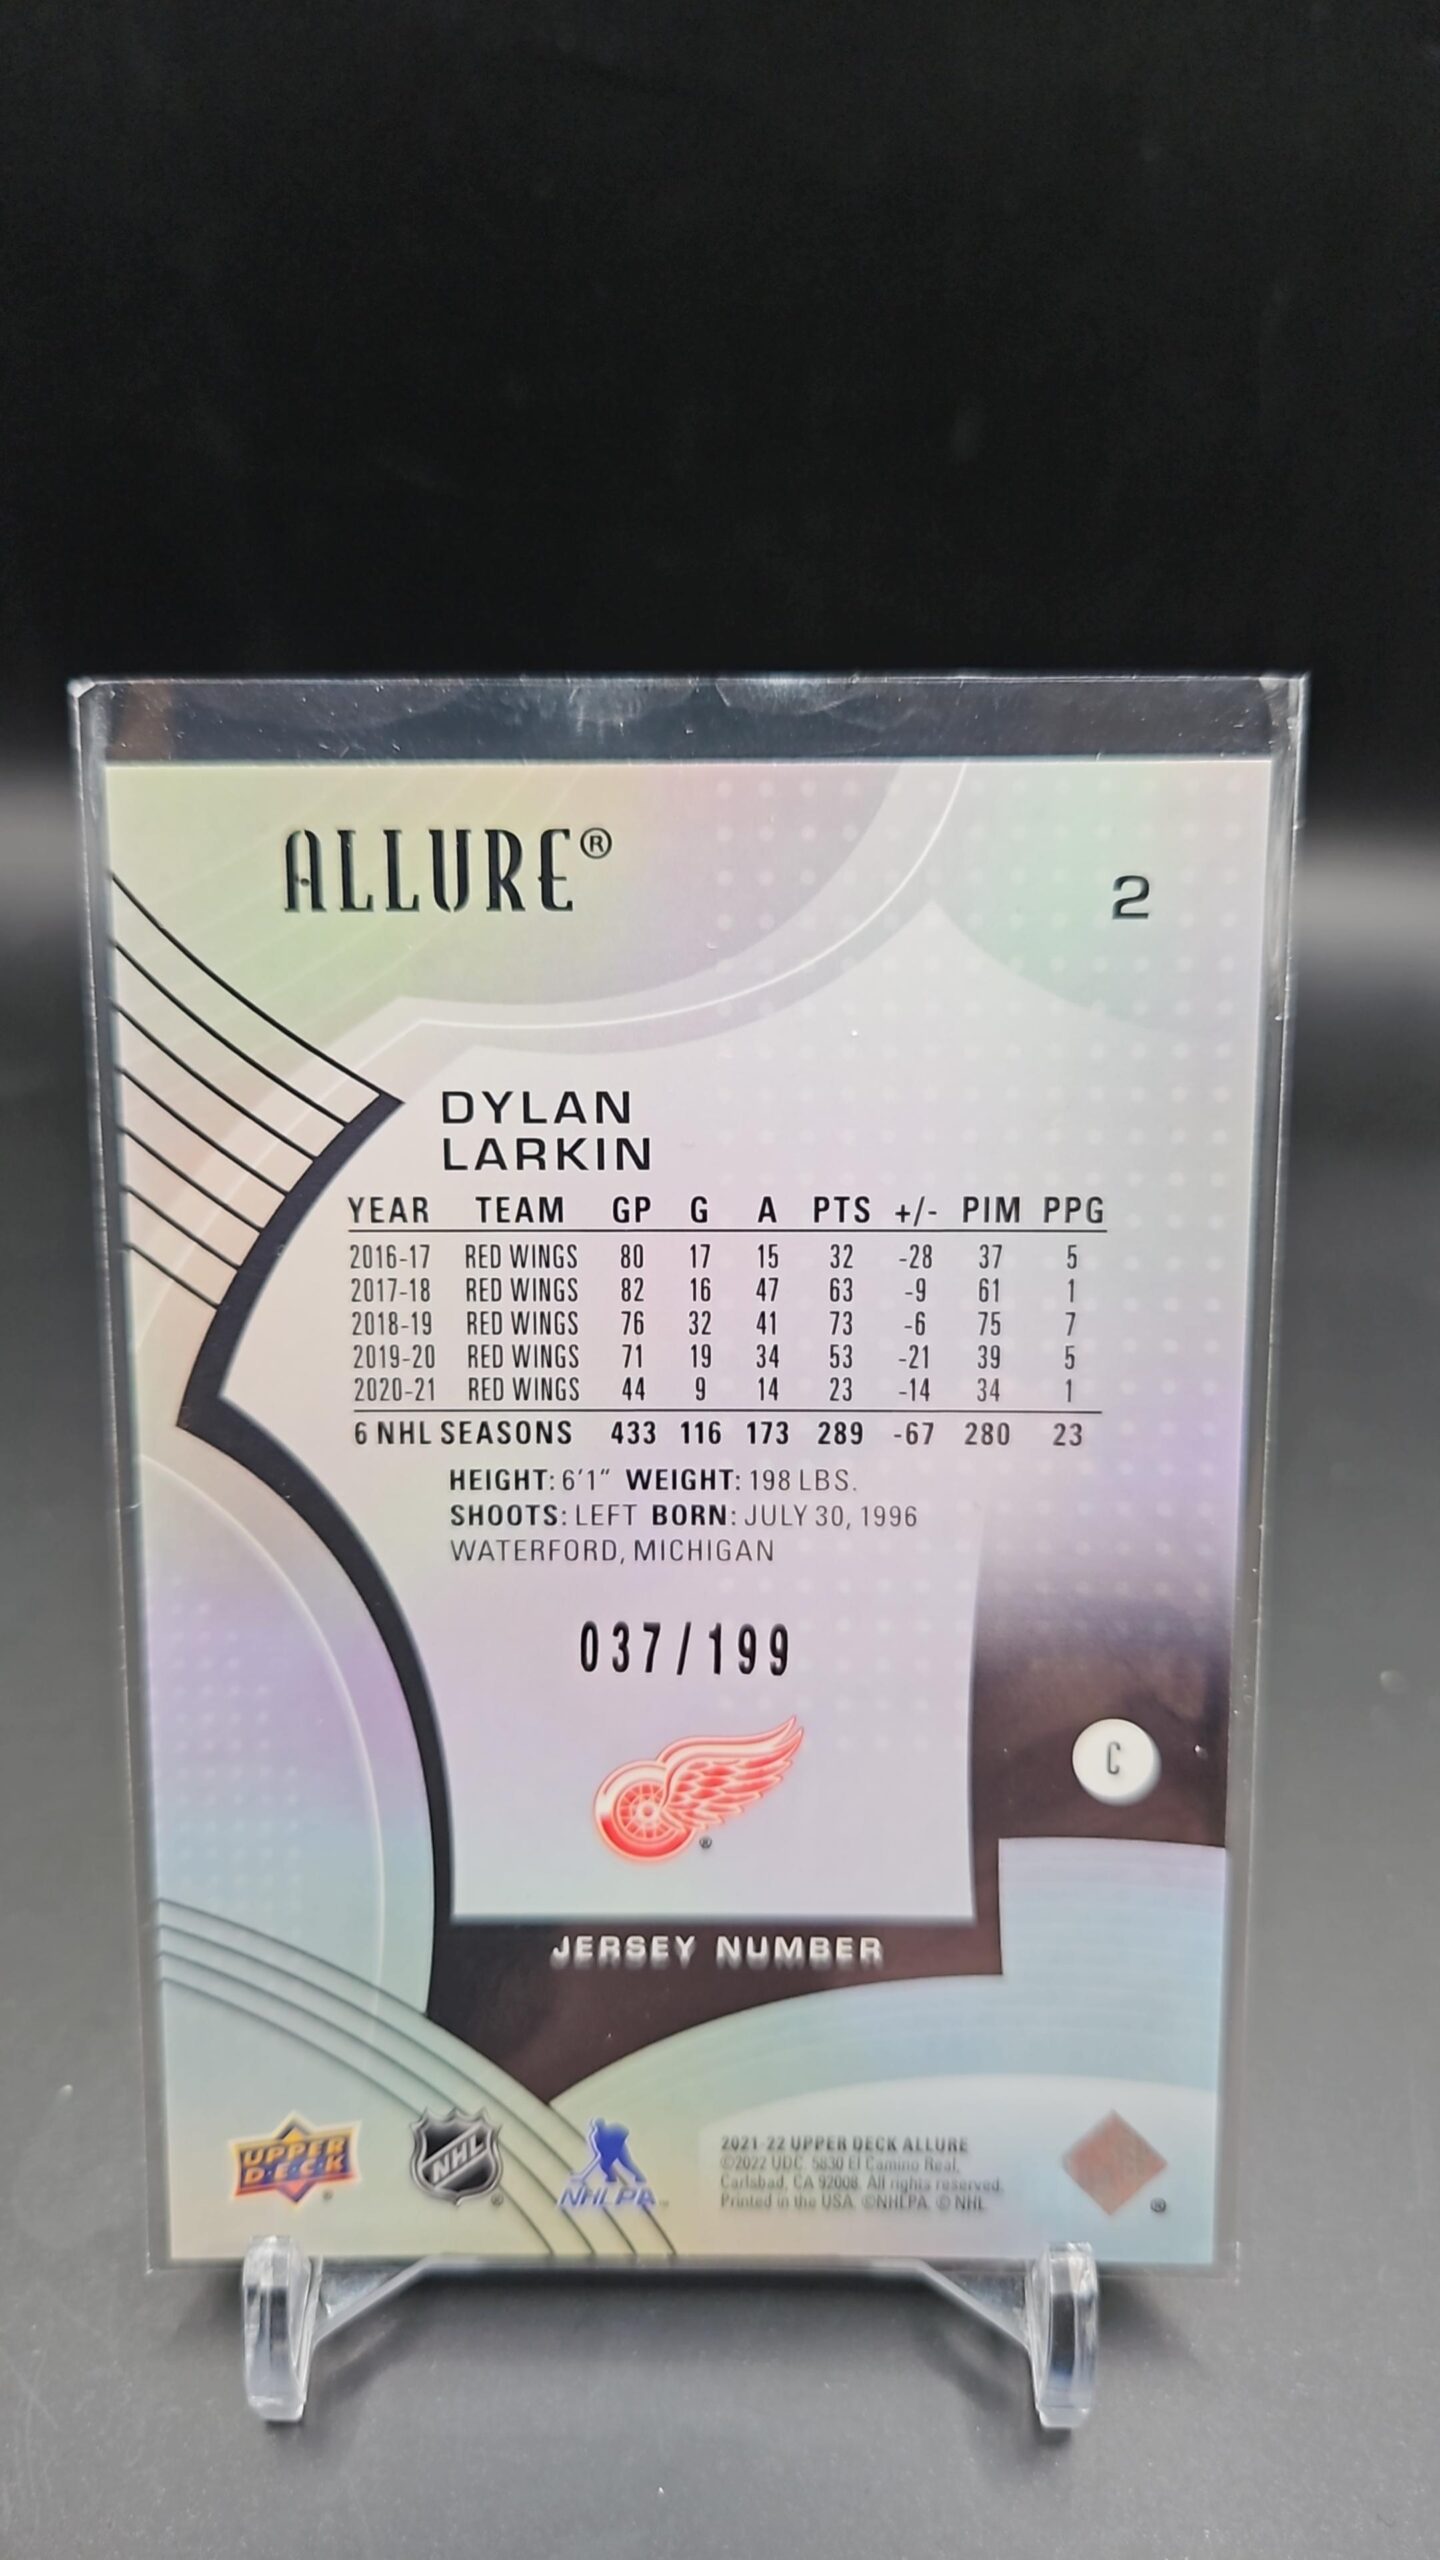 ALLURE®
2
DYLAN
LARKIN
YEAR TEAM GP G A PTS +/- PIM PPG
2016-17 RED WINGS 80 17 15 32 -28 37 5
2017-18 RED WINGS 82 16 47 63 -9 61 1
2018-19 RED WINGS 76 32 41 73 -6 75 7
2019-20 RED WINGS 71 19 34 53 -21 39 5
2020-21 RED WINGS 44 9 14 23 -14 34 1
6 NHL SEASONS 433 116 173 289 -67 280 23
HEIGHT: 6'1" WEIGHT: 198 LBS.
SHOOTS: LEFT BORN: JULY 30, 1996
WATERFORD, MICHIGAN
037/199
®
C
JERSEY NUMBER
UPPER
DECK
®
NHL
®
NHLPA
2021-22 UPPER DECK ALLURE
©2022 UDC. 5830 El Camino Real,
Carlsbad, CA 92008. All rights reserved.
Printed in the USA. ©NHLPA. © NHL
®